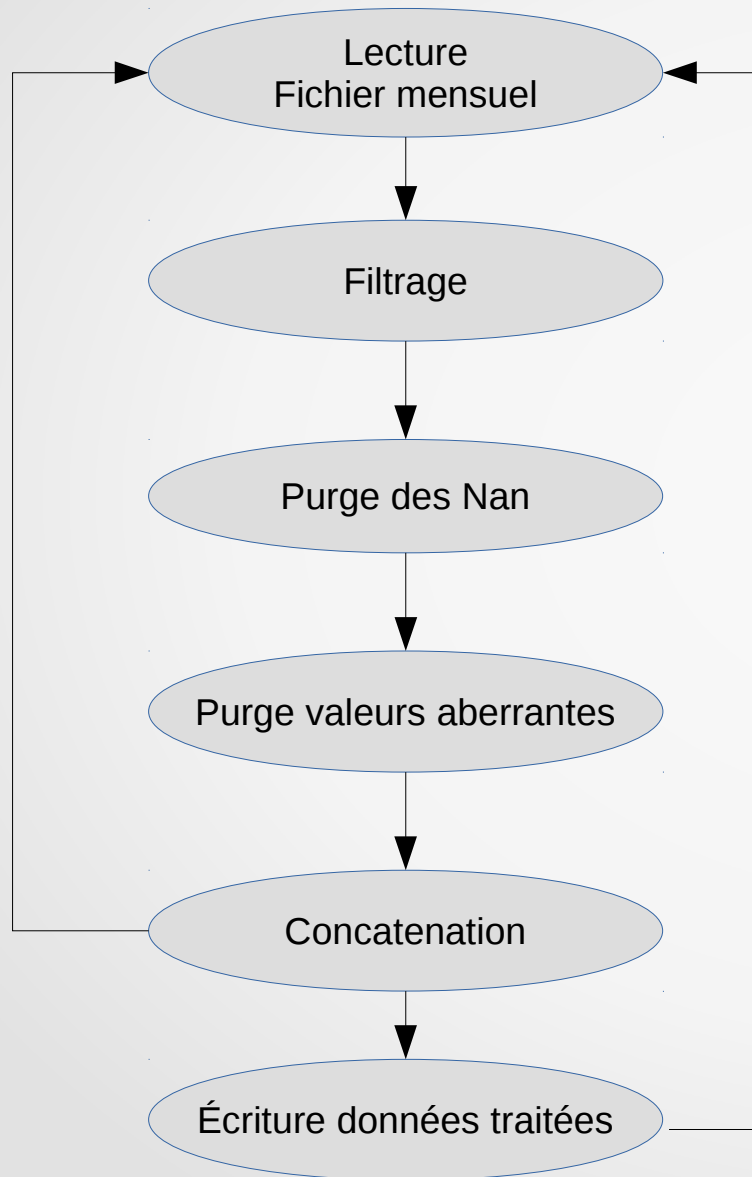 Lecture
Fichier mensuel
Filtrage
Purge des Nan
Purge valeurs aberrantes
Concatenation
Écriture données traitées